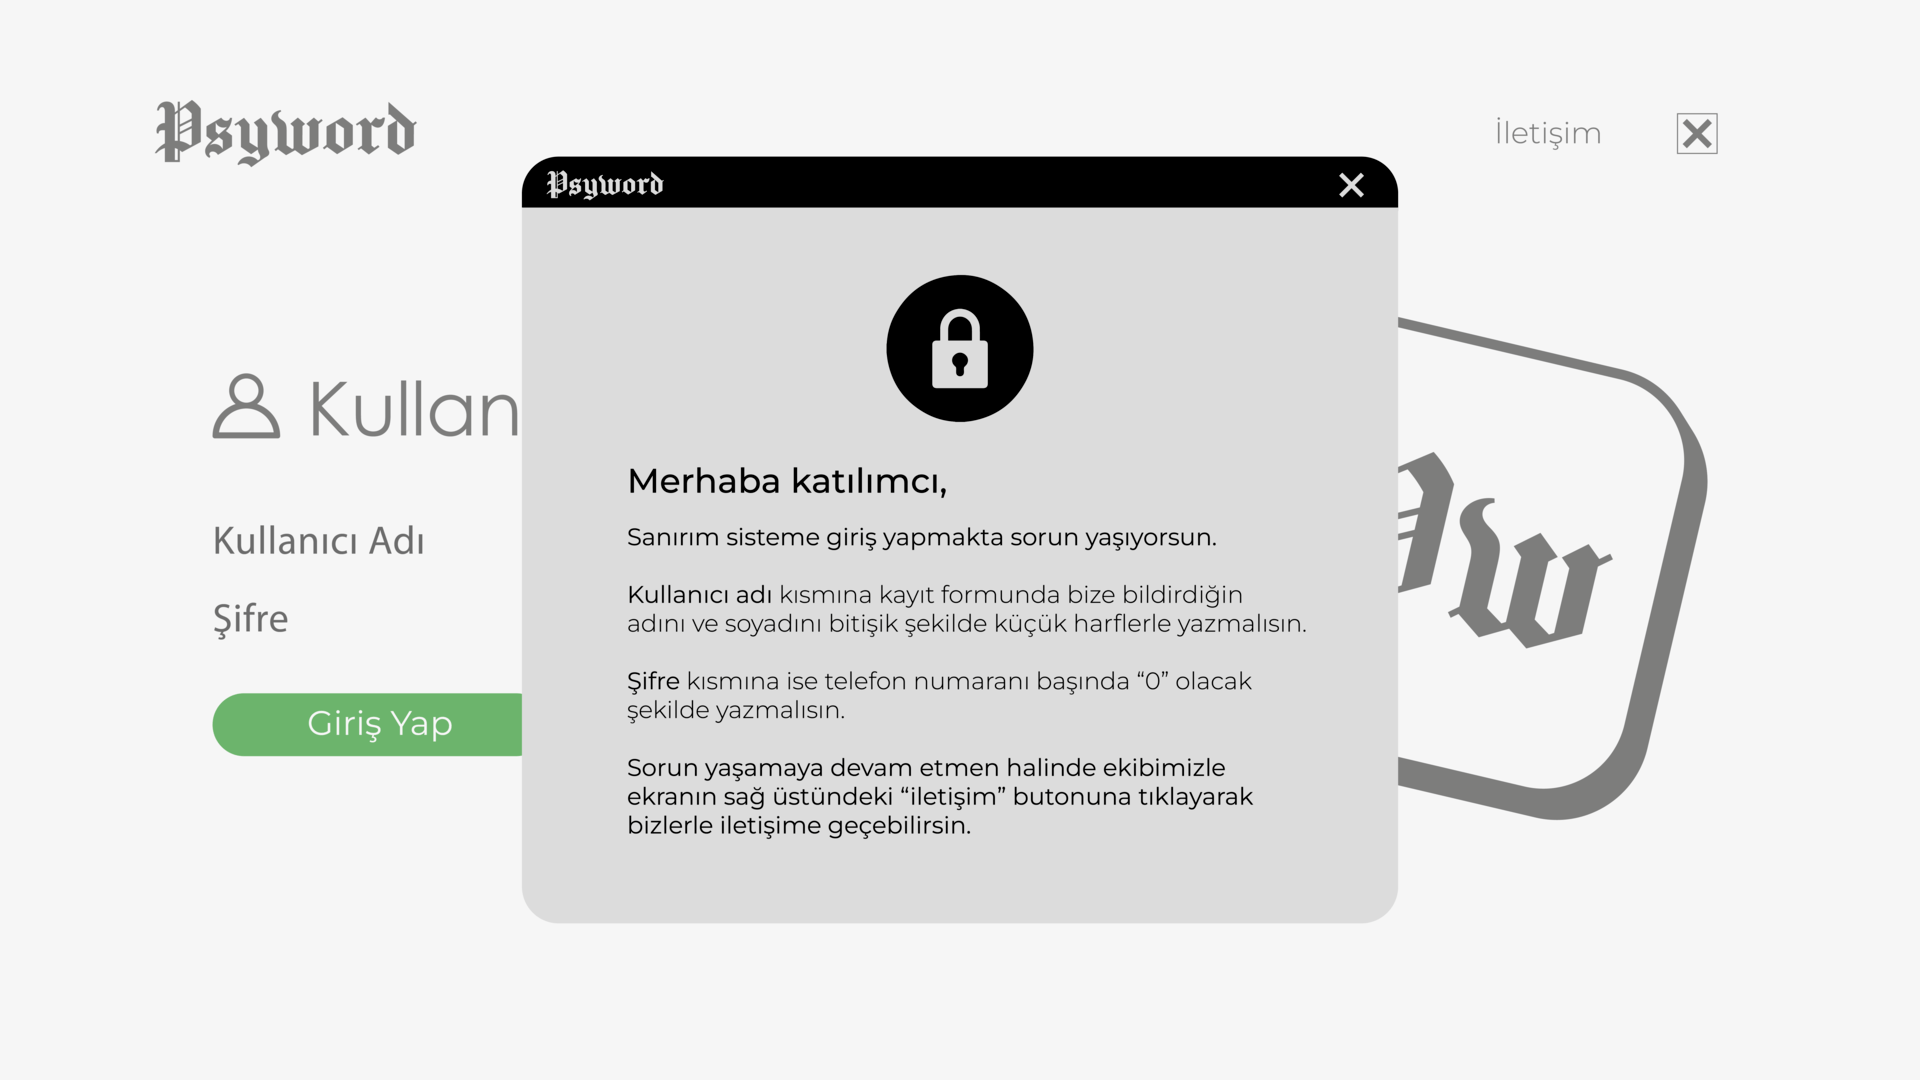 Psyword
İletişim
Psyword
Kullan
Kullanıcı Adı
Şifre
Giriş Yap
Merhaba katılımcı,
Sanırım sisteme giriş yapmakta sorun yaşıyorsun.
Kullanıcı adı kısmına kayıt formunda bize bildirdiğin
adını ve soyadını bitişik şekilde küçük harflerle yazmalısın.
Şifre kısmına ise telefon numaranı başında “0” olacak
şekilde yazmalısın.
Sorun yaşamaya devam etmen halinde ekibimizle
ekranın sağ üstündeki “iletişim” butonuna tıklayarak
bizlerle iletişime geçebilirsin.
Pw